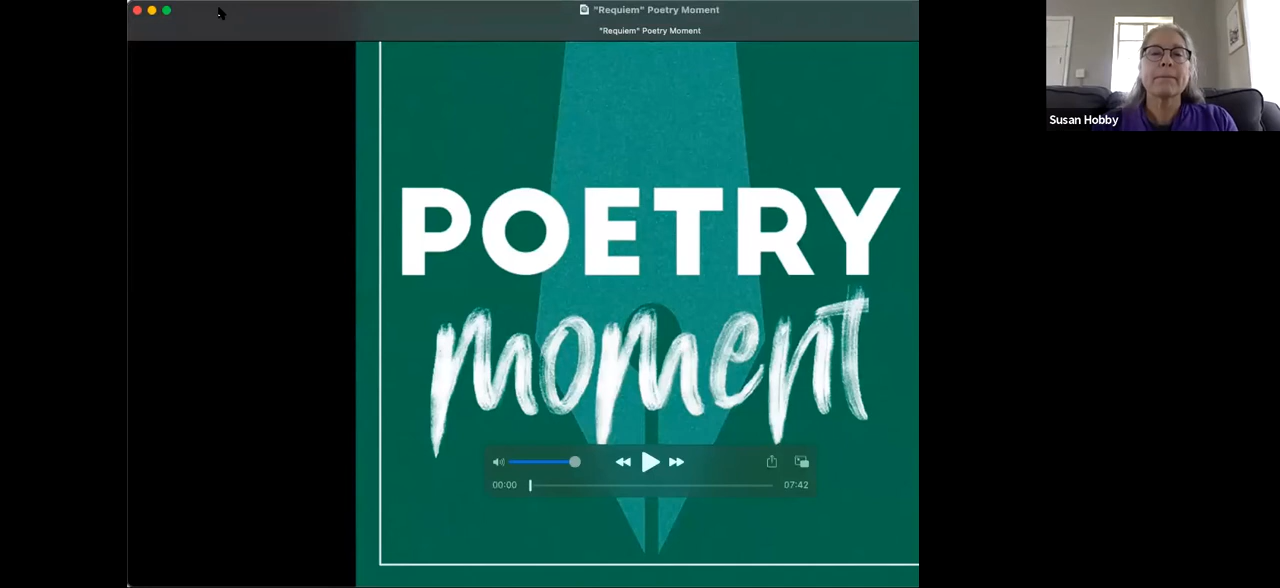 "Requiem" Poetry Moment
"Requiem" Poetry Moment
POETRY
moment
00:00
07:42
Susan Hobby